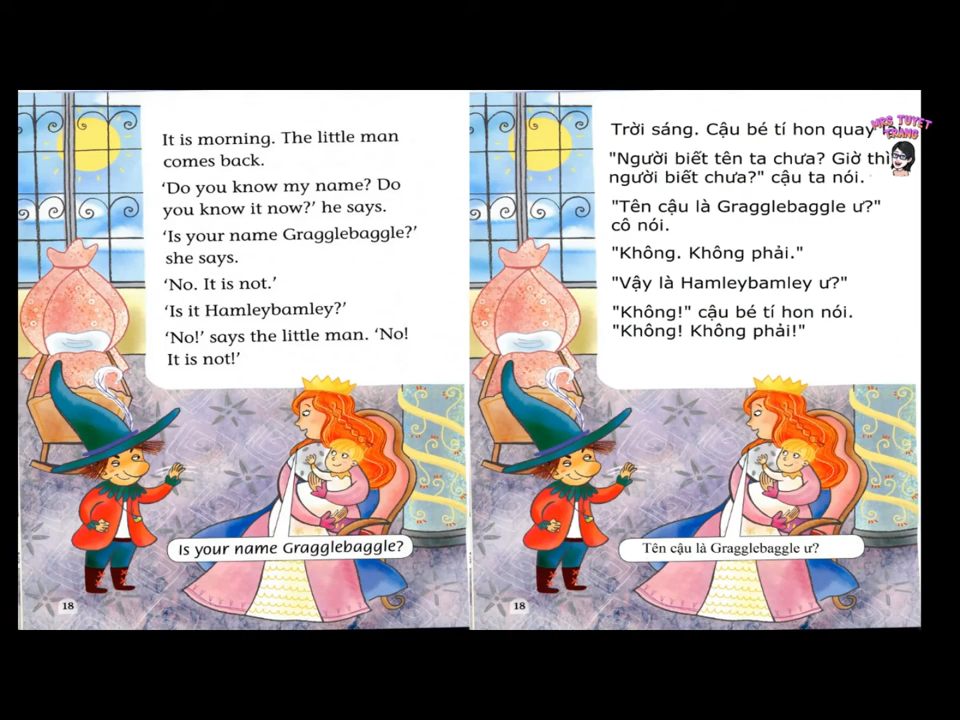 It is morning. The little man
comes back.
‘Do you know my name? Do
you know it now?’ he says.
‘Is your name Gragglebaggle?’
she says.
‘No. It is not.’
‘Is it Hamleybamley?’
‘No!’ says the little man. ‘No!
It is not!’
Is your name Gragglebaggle?
18
Trời sáng. Cậu bé tí hon quay
"Người biết tên ta chưa? Giờ thì
người biết chưa?" cậu ta nói.
"Tên cậu là Gragglebaggle ư?"
cô nói.
"Không. Không phải."
"Vậy là Hamleybamley ư?"
"Không!" cậu bé tí hon nói.
"Không! Không phải!"
Tên cậu là Gragglebaggle ư?
18
MRS TUYET
TRANG